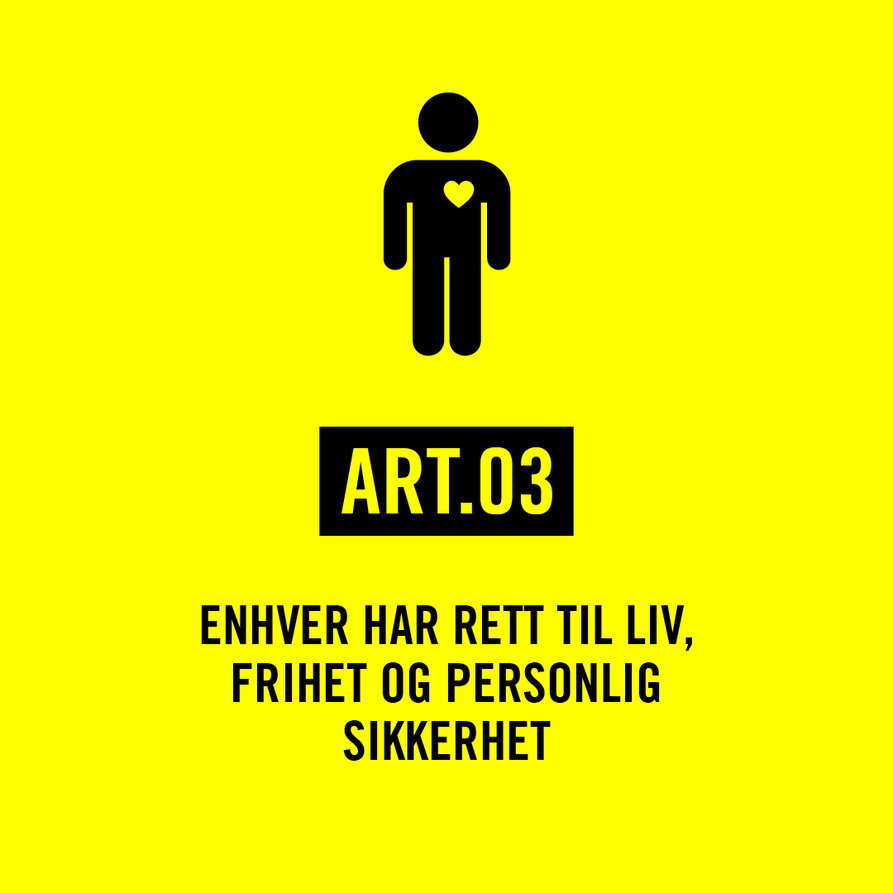 ART.03
ENHVER HAR RETT TIL LIV,
FRIHET OG PERSONLIG
SIKKERHET